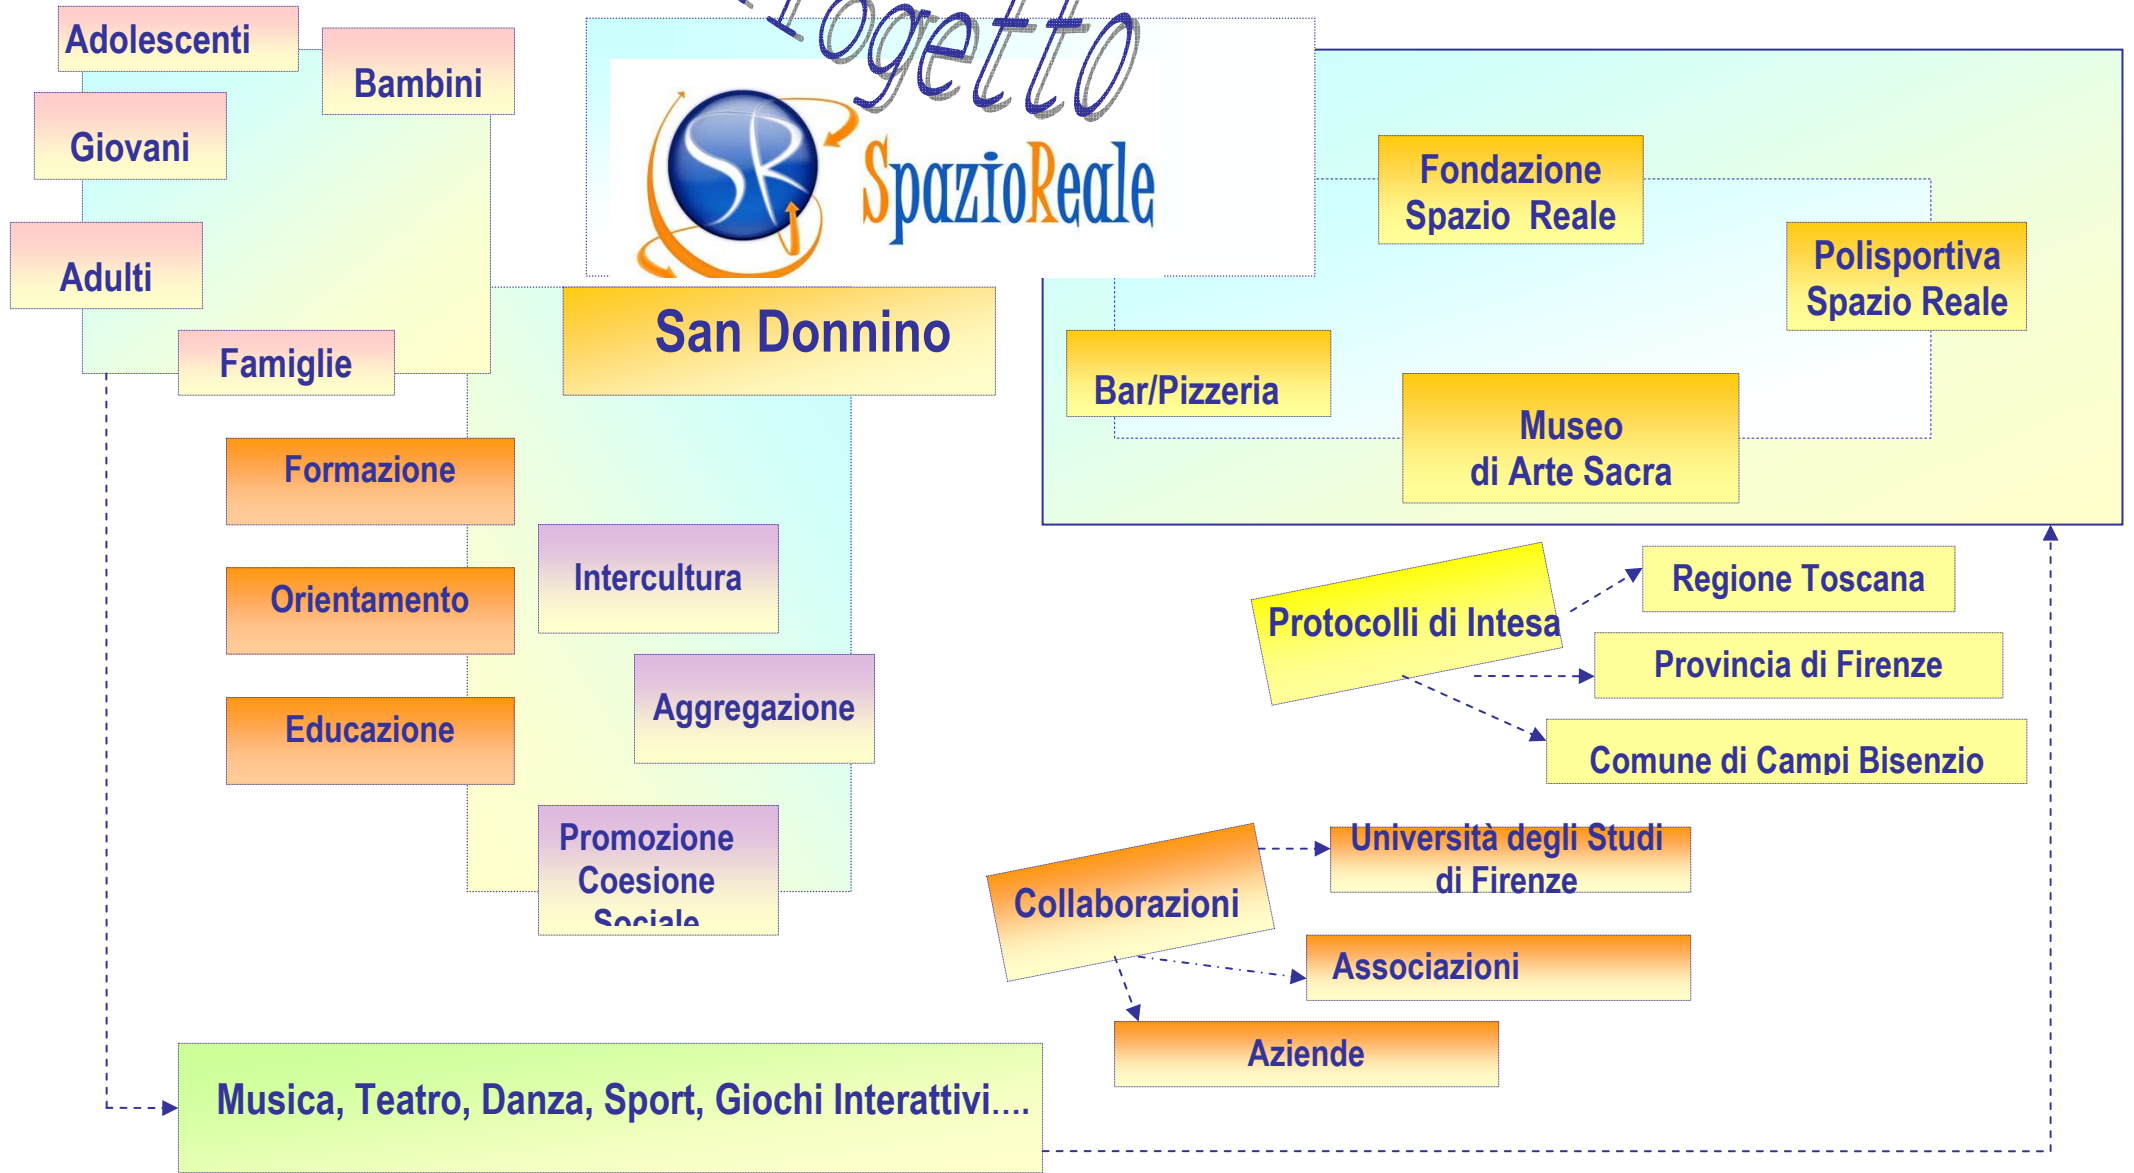 Progetto
Adolescenti
Bambini
Giovani
Adulti
Famiglie
SR
SpazioReale
San Donnino
Fondazione
Spazio Reale
Polisportiva
Spazio Reale
Bar/Pizzeria
Museo
di Arte Sacra
Formazione
Orientamento
Educazione
Intercultura
Aggregazione
Promozione
Coesione
Sociale
Protocolli di Intesa
Regione Toscana
Provincia di Firenze
Comune di Campi Bisenzio
Collaborazioni
Università degli Studi
di Firenze
Associazioni
Aziende
Musica, Teatro, Danza, Sport, Giochi Interattivi....